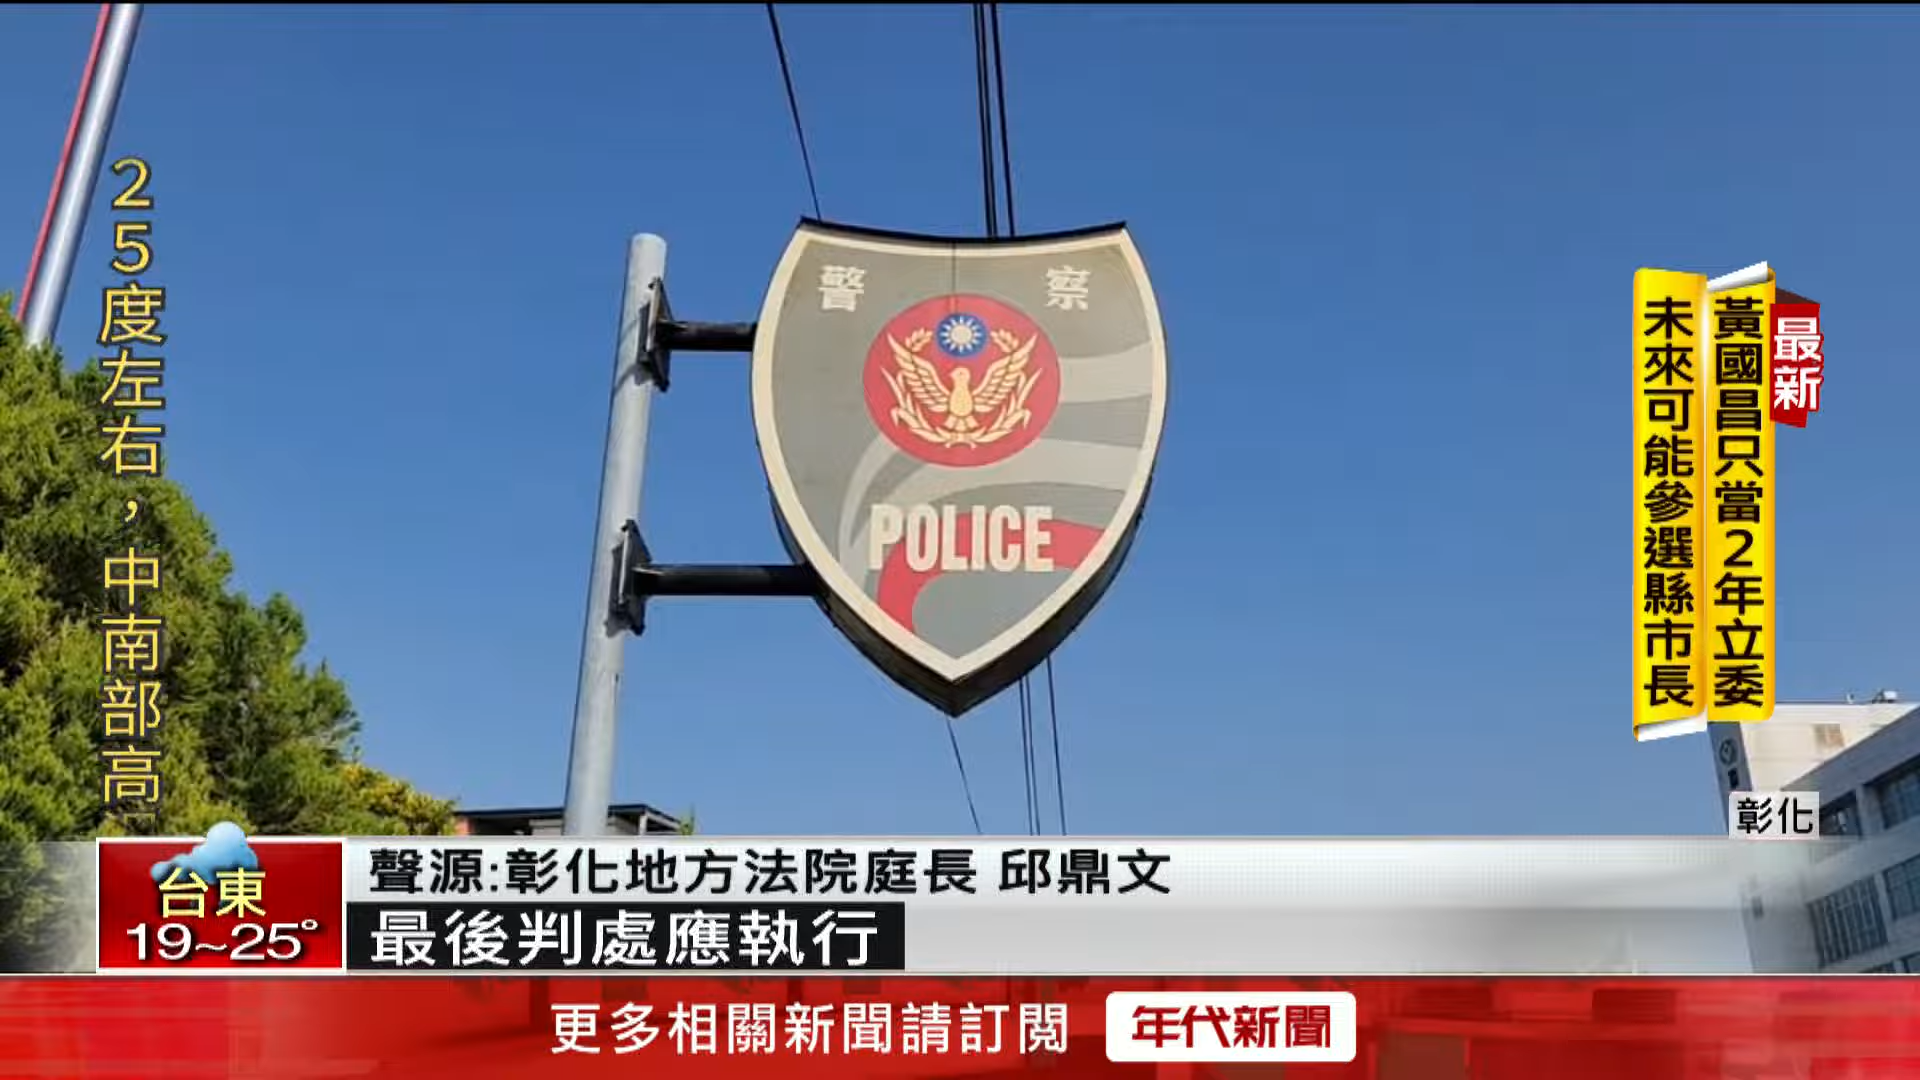 25度左右，中南部高
警 察
POLICE
最新
黃國昌只當2年立委
未來可能參選縣市長
彰化
台東
19~25°
聲源:彰化地方法院庭長 邱鼎文
最後判處應執行
更多相關新聞請訂閱 年代新聞